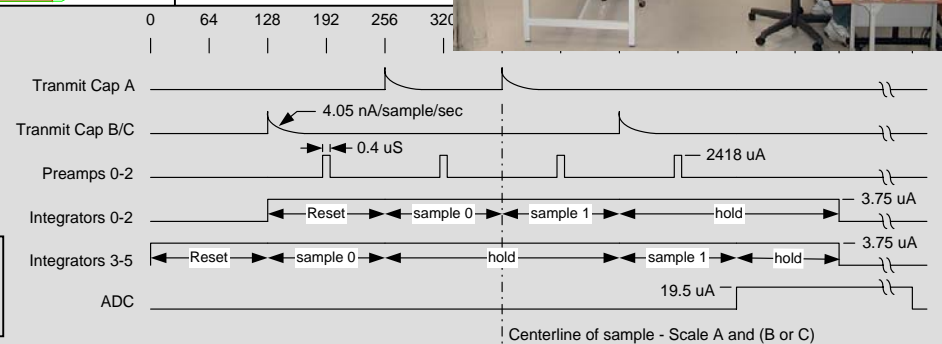 0 64 128 192 256 320
Tranmit Cap A
Tranmit Cap B/C
4.05 nA/sample/sec
0.4 uS
Preamps 0-2
2418 uA
Integrators 0-2
Reset sample 0 sample 1 hold
3.75 uA
Integrators 3-5
Reset sample 0 hold sample 1 hold
3.75 uA
ADC
19.5 uA
Centerline of sample - Scale A and (B or C)